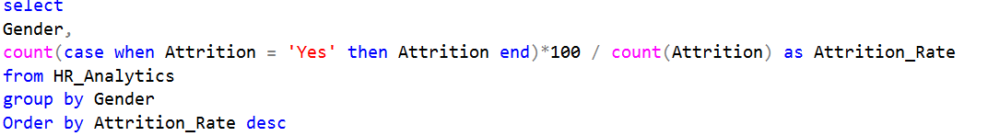 select
Gender,
count(case when Attrition = 'Yes' then Attrition end)*100 / count(Attrition) as Attrition_Rate
from HR_Analytics
group by Gender
Order by Attrition_Rate desc